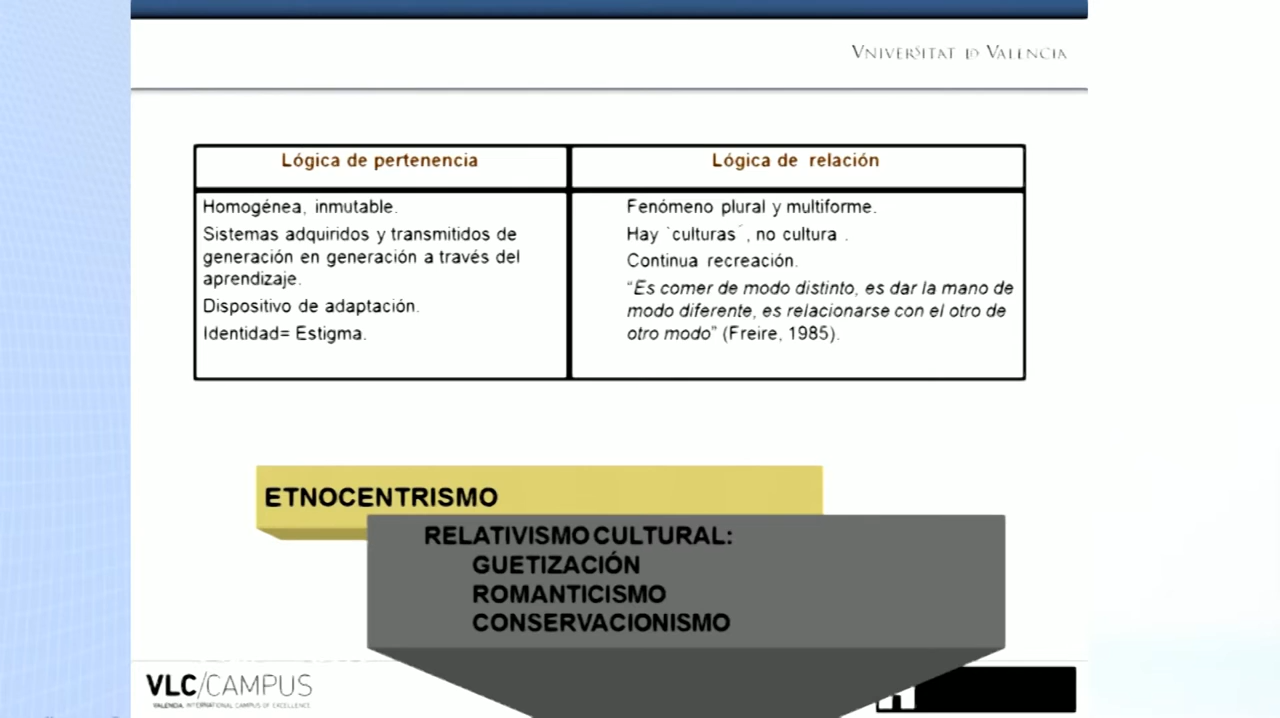 VNIVERSITAT ID VALENCIA
Lógica de pertenencia
Lógica de relación
Homogénea, inmutable.
Sistemas adquiridos y transmitidos de
generación en generación a través del
aprendizaje.
Dispositivo de adaptación.
Identidad= Estigma.
Fenómeno plural y multiforme.
Hay `culturas´, no cultura .
Continua recreación.
“Es comer de modo distinto, es dar la mano de
modo diferente, es relacionarse con el otro de
otro modo” (Freire, 1985).
ETNOCENTRISMO
RELATIVISMO CULTURAL:
GUETIZACIÓN
ROMANTICISMO
CONSERVACIONISMO
VLC/CAMPUS
VALENCIA, INTERNATIONAL CAMPUS OF EXCELLENCE